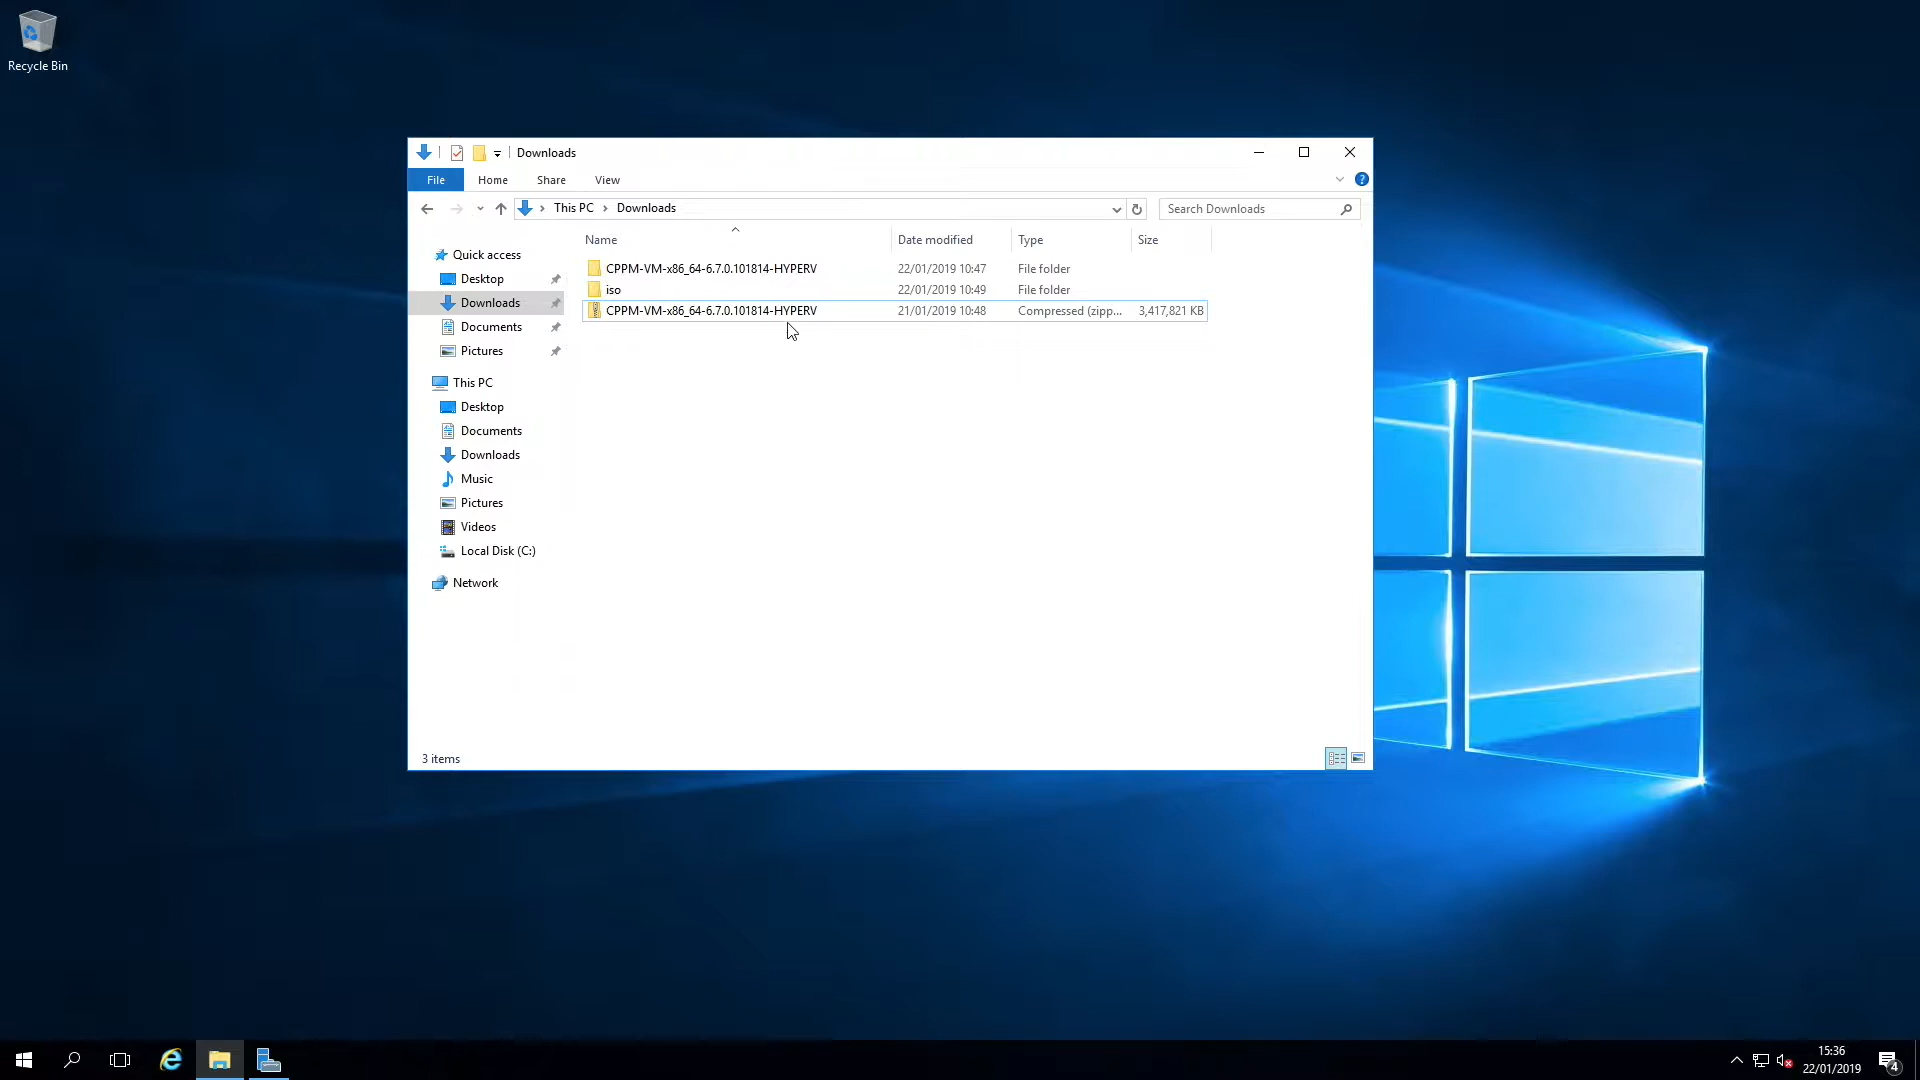 Recycle Bin
Downloads
File Home Share View
This PC Downloads Search Downloads
Name Date modified Type Size
CPPM-VM-x86_64-6.7.0.101814-HYPERV 22/01/2019 10:47 File folder
iso 22/01/2019 10:49 File folder
CPPM-VM-x86_64-6.7.0.101814-HYPERV 21/01/2019 10:48 Compressed (zipp... 3,417,821 KB
Quick access
Desktop
Downloads
Documents
Pictures
This PC
Desktop
Documents
Downloads
Music
Pictures
Videos
Local Disk (C:)
Network
3 items
15:36
22/01/2019
4